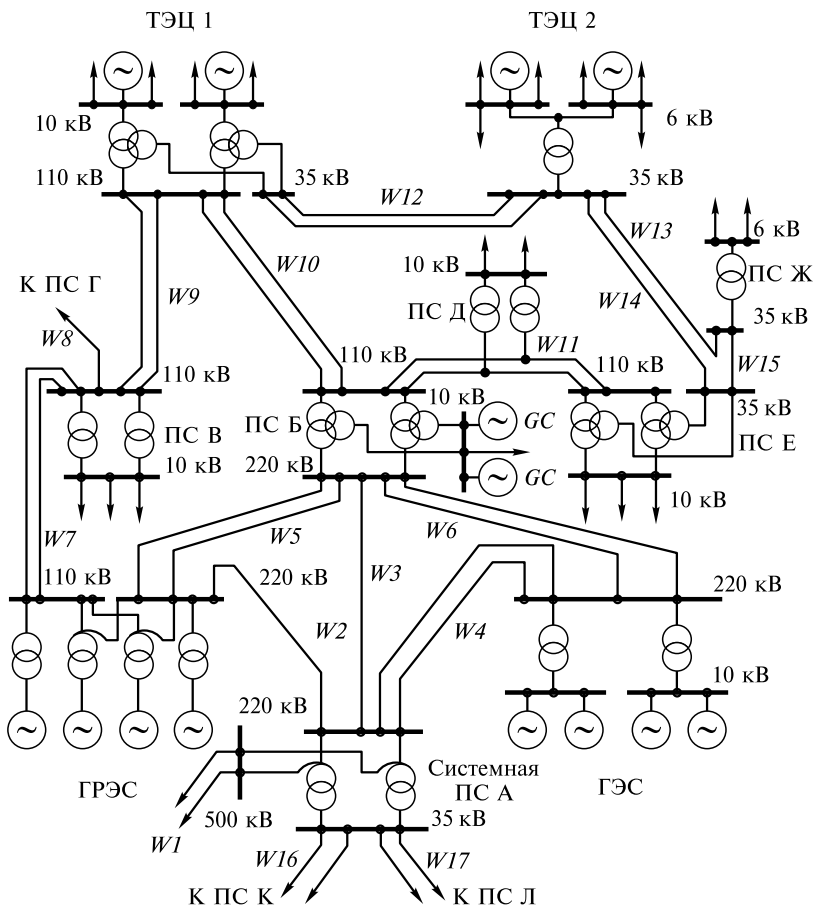 ТЭЦ 1
ТЭЦ 2
10 кВ
6 кВ
110 кВ
35 кВ
35 кВ
W12
W13
6 кВ
W10
10 кВ
ПС Ж
К ПС Г
W9
W14
ПС Д
35 кВ
W8
W11
110 кВ
110 кВ
110 кВ
W15
10 кВ
35 кВ
ПС В
ПС Б
GC
ПС Е
10 кВ
220 кВ
GC
10 кВ
W7
W5
W6
110 кВ
220 кВ
W3
220 кВ
W2
W4
10 кВ
220 кВ
ГРЭС
Системная
ПС А
ГЭС
500 кВ
35 кВ
W1
W16
W17
К ПС К
К ПС Л
~
~
~
~
~
~
~
~
~
~
~
~
~
~